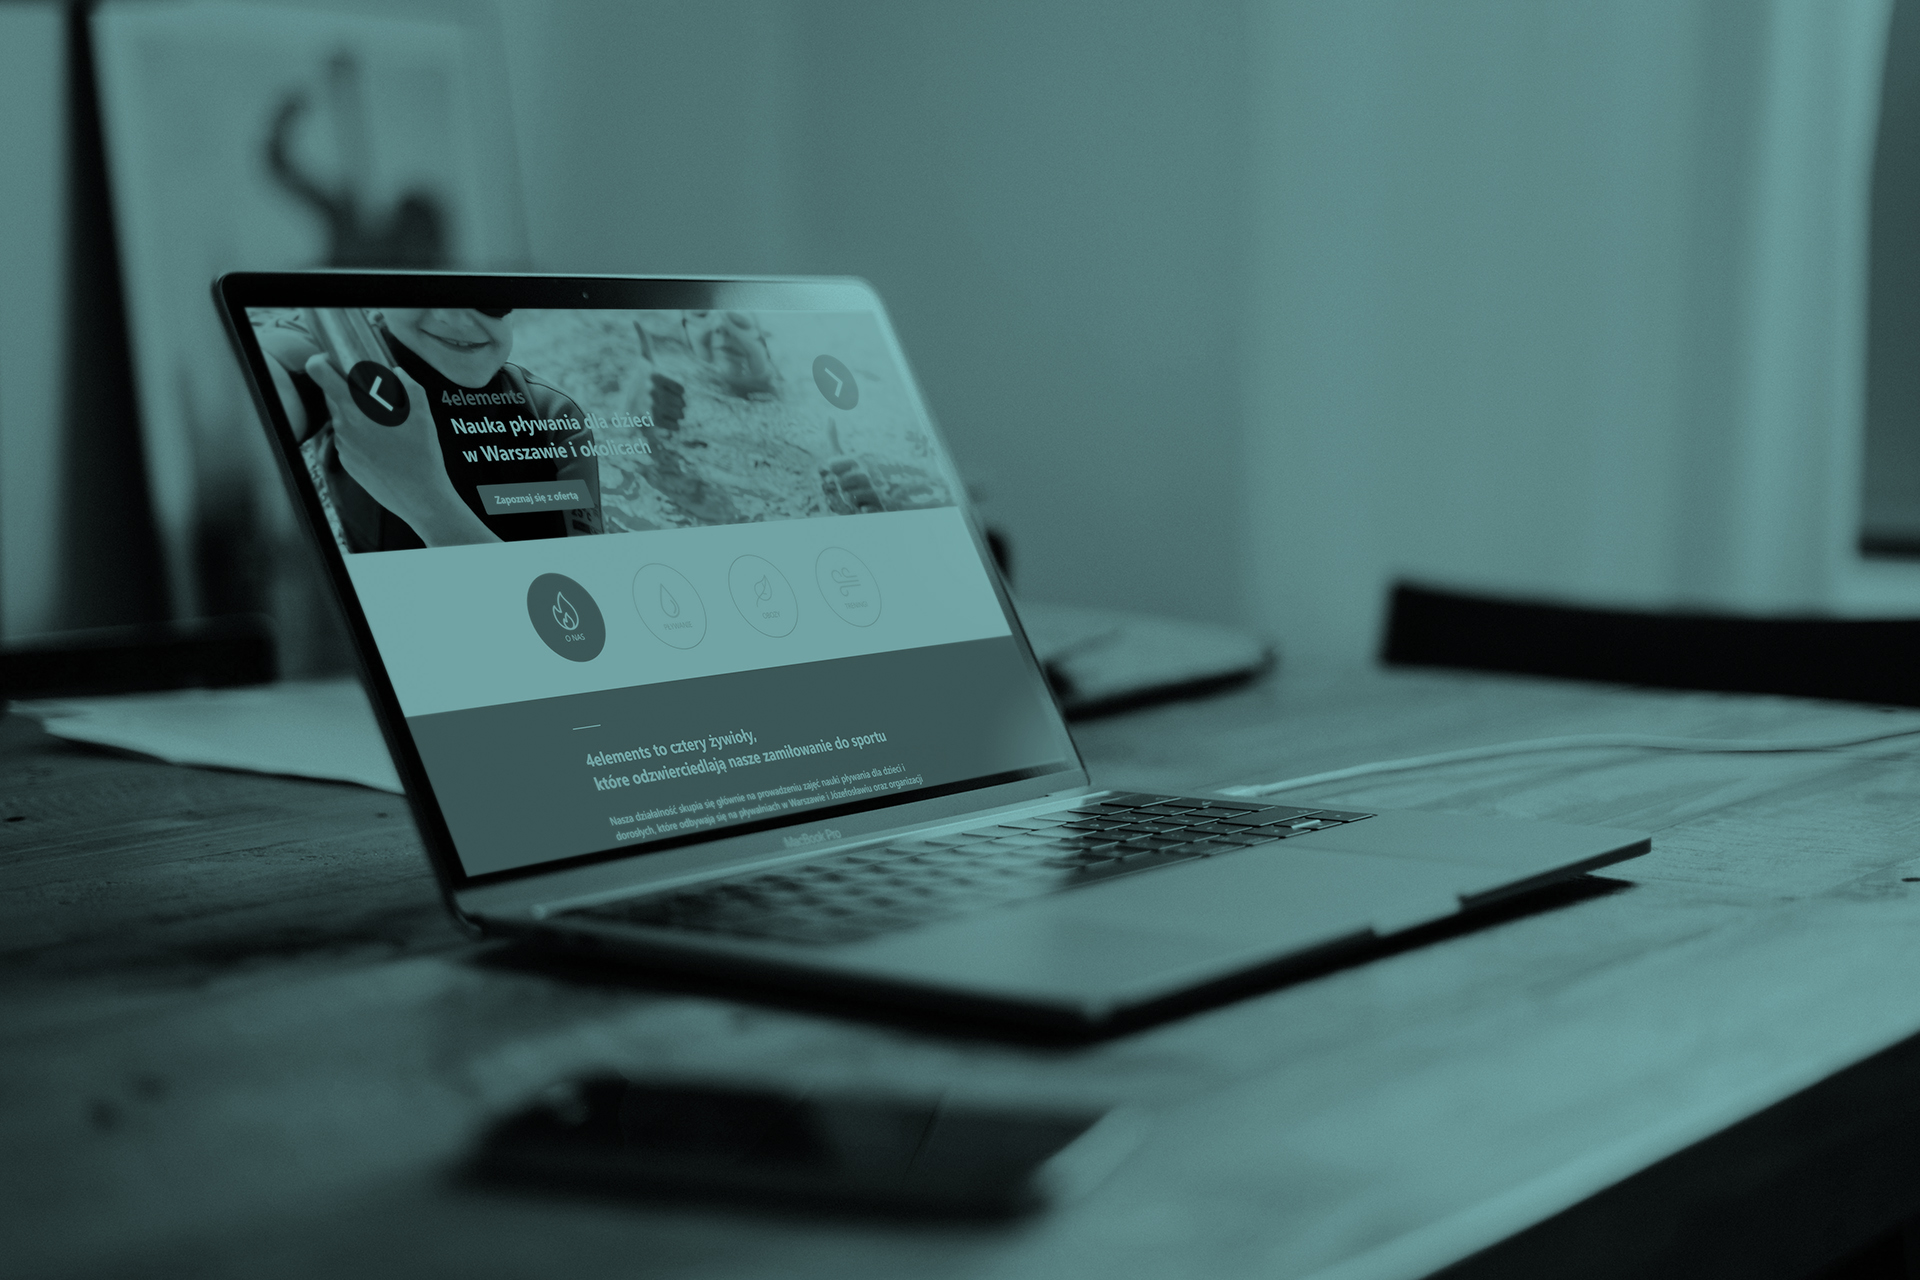 4elements
Nauka pływania dla dzieci
w Warszawie i okolicach
Zapoznaj się z ofertą
O NAS
PŁYWANIE
OBOZY
4elements to cztery żywioły,
które odzwierciedlają nasze zamiłowanie do sportu
Nasza działalność skupia się głównie na prowadzeniu zajęć nauki pływania dla dzieci i
dorosłych, które odbywają się na pływalniach w Warszawie i Józefosławiu oraz organizacji
MacBook Pro